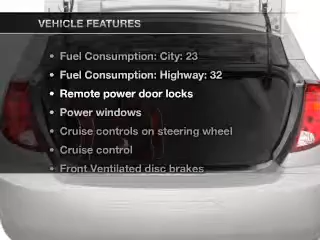 VEHICLE FEATURES
• Fuel Consumption: City: 23
• Fuel Consumption: Highway: 32
• Remote power door locks
• Power windows
• Cruise controls on steering wheel
• Cruise control
• Front Ventilated disc brakes